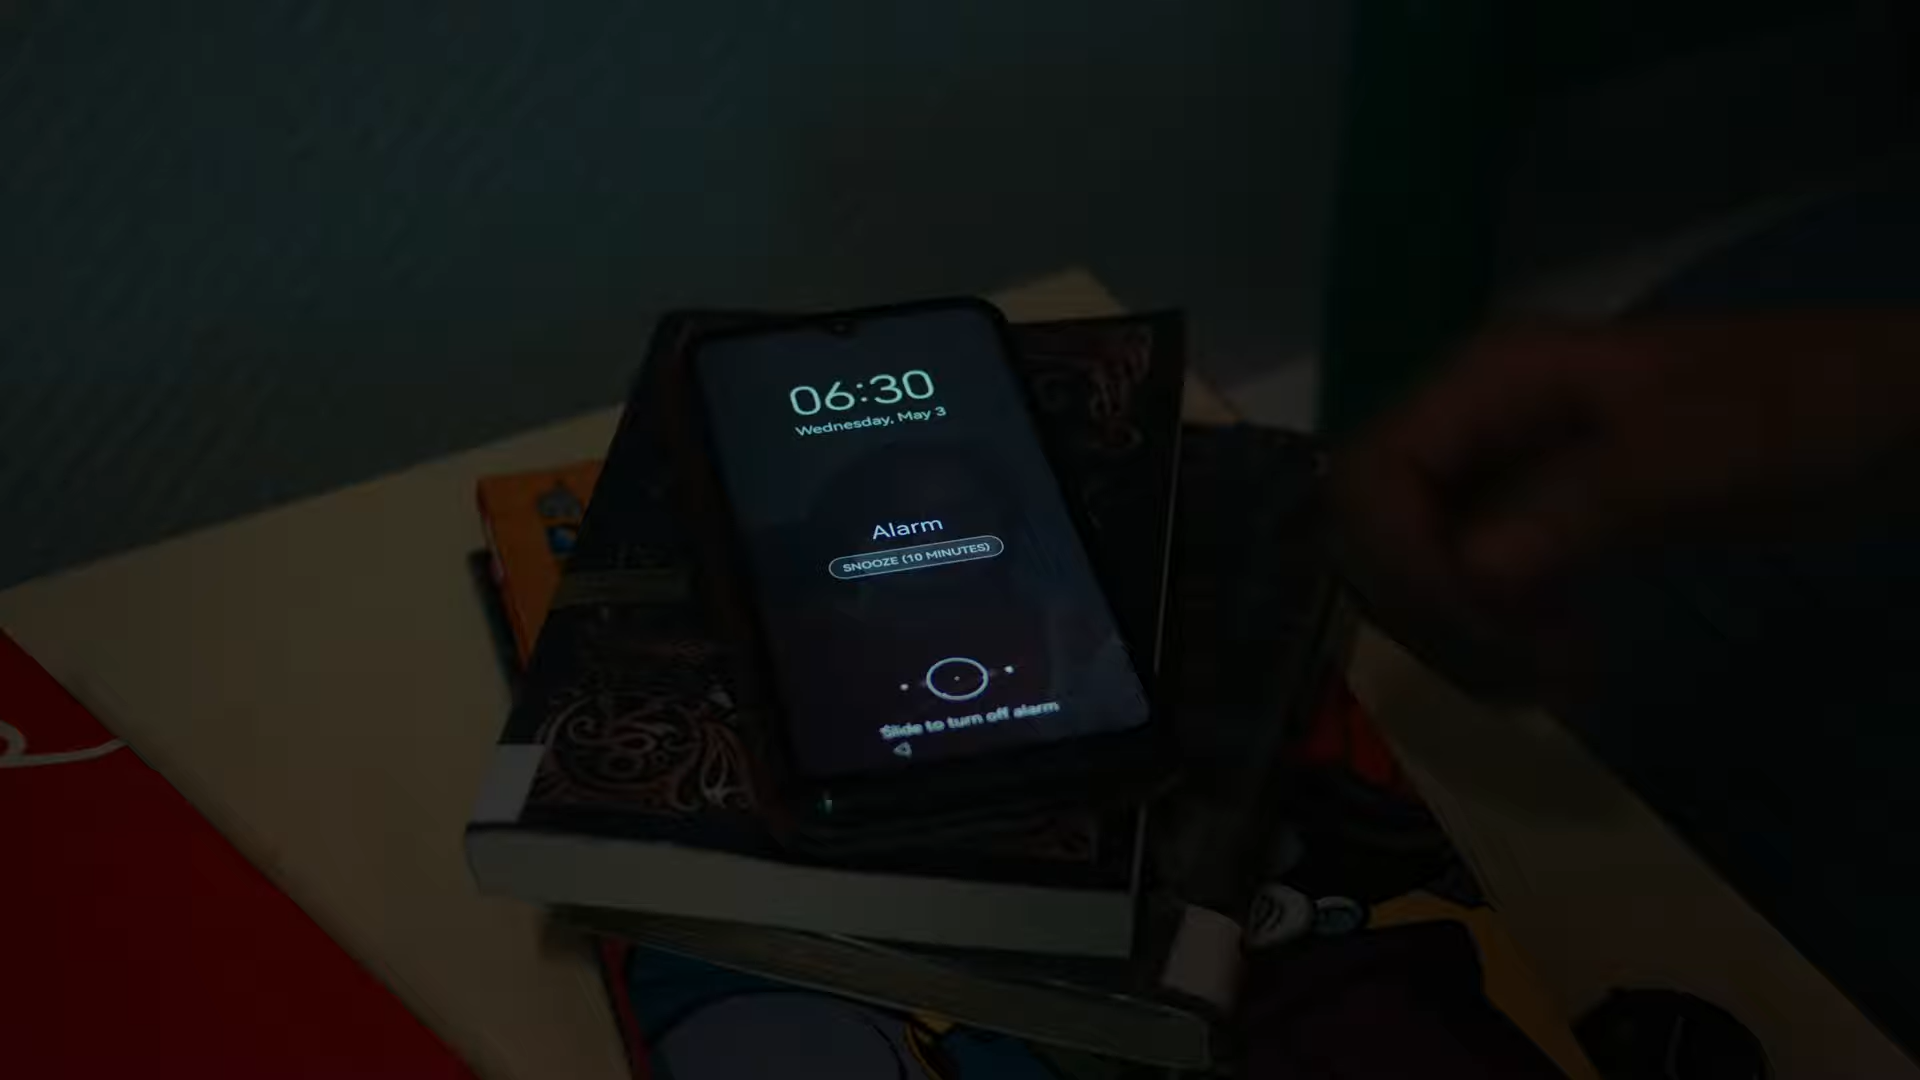 06:30
Wednesday, May 3
Alarm
SNOOZE (10 MINUTES)
Slide to turn off alarm